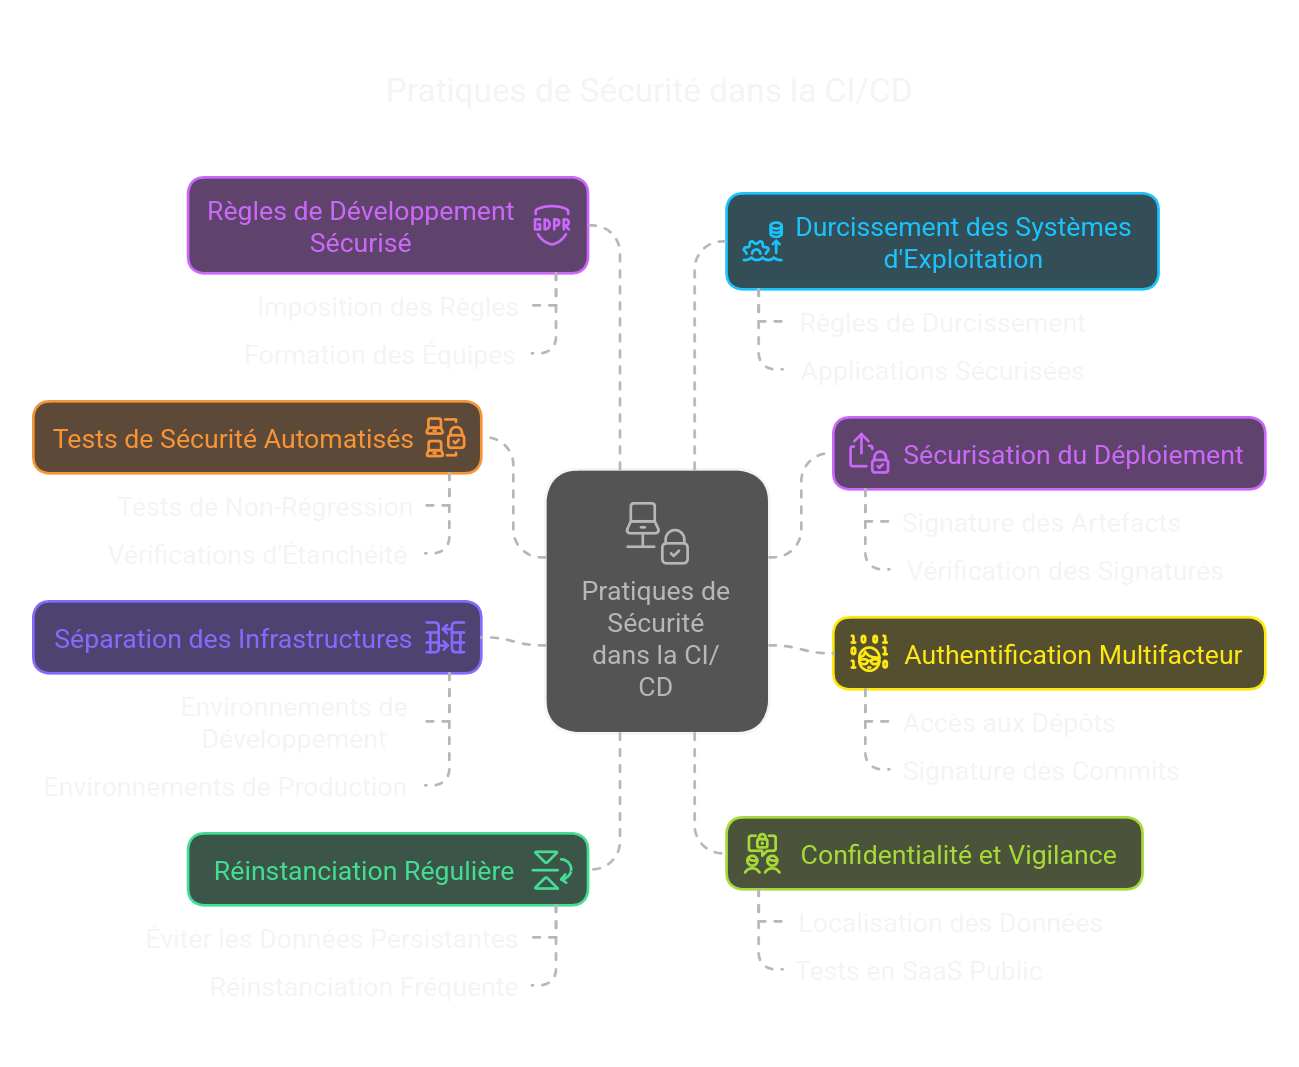 Pratiques de Sécurité dans la CI/CD
Règles de Développement
Sécurisé
GDPR
Imposition des Règles
Formation des Équipes
Tests de Sécurité Automatisés
Tests de Non-Régression
Vérifications d'Étanchéité
Séparation des Infrastructures
Environnements de
Développement
Environnements de Production
Réinstanciation Régulière
Éviter les Données Persistantes
Réinstanciation Fréquente
Pratiques de
Sécurité
dans la CI/
CD
Durcissement des Systèmes
d'Exploitation
Règles de Durcissement
Applications Sécurisées
Sécurisation du Déploiement
Signature des Artefacts
Vérification des Signatures
1001
0 1
1 0
Authentification Multifacteur
Accès aux Dépôts
Signature des Commits
Confidentialité et Vigilance
Localisation des Données
Tests en SaaS Public